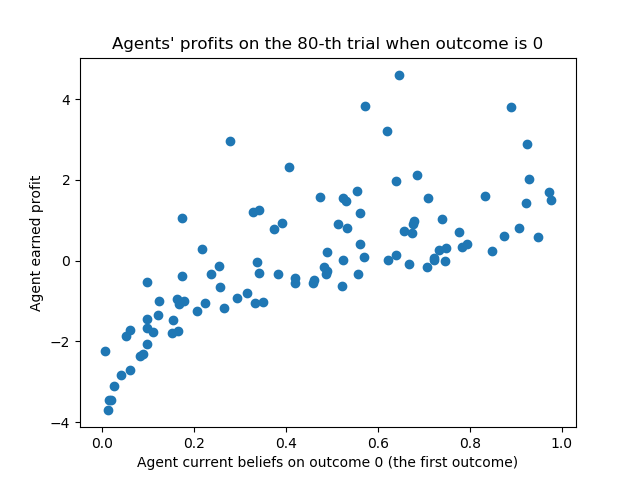 Agents' profits on the 80-th trial when outcome is 0
4
2
0
−2
−4
Agent earned profit
0.0 0.2 0.4 0.6 0.8 1.0
Agent current beliefs on outcome 0 (the first outcome)